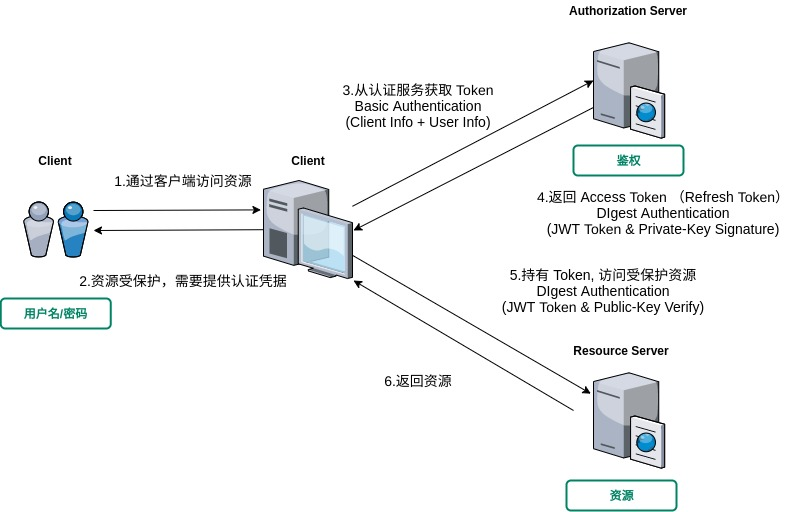 Authorization Server
3.从认证服务获取 Token
Basic Authentication
(Client Info + User Info)
鉴权
Client
Client
1.通过客户端访问资源
4.返回 Access Token （Refresh Token）
DIgest Authentication
(JWT Token & Private-Key Signature)
2.资源受保护，需要提供认证凭据
5.持有 Token, 访问受保护资源
DIgest Authentication
(JWT Token & Public-Key Verify)
用户名/密码
Resource Server
6.返回资源
资源